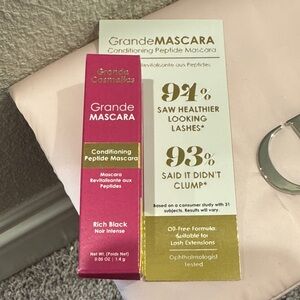 GrandeMASCARA
Conditioning Peptide Mascara
Revitalisante aux Peptides
94%
SAW HEALTHIER
LOOKING
LASHES*
93%
SAID IT DIDN'T
CLUMP*
Based on a consumer study with 31
subjects. Results will vary.
Oil-Free Formula:
Suitable for
Lash Extensions
Ophthalmologist
Tested
Grande
Cosmetics
Grande
MASCARA
Conditioning
Peptide Mascara
Mascara
Revitalisante aux
Peptides
Rich Black
Noir Intense
Net Wt. (Poids Net)
0.05 Oz. | 1.4 g